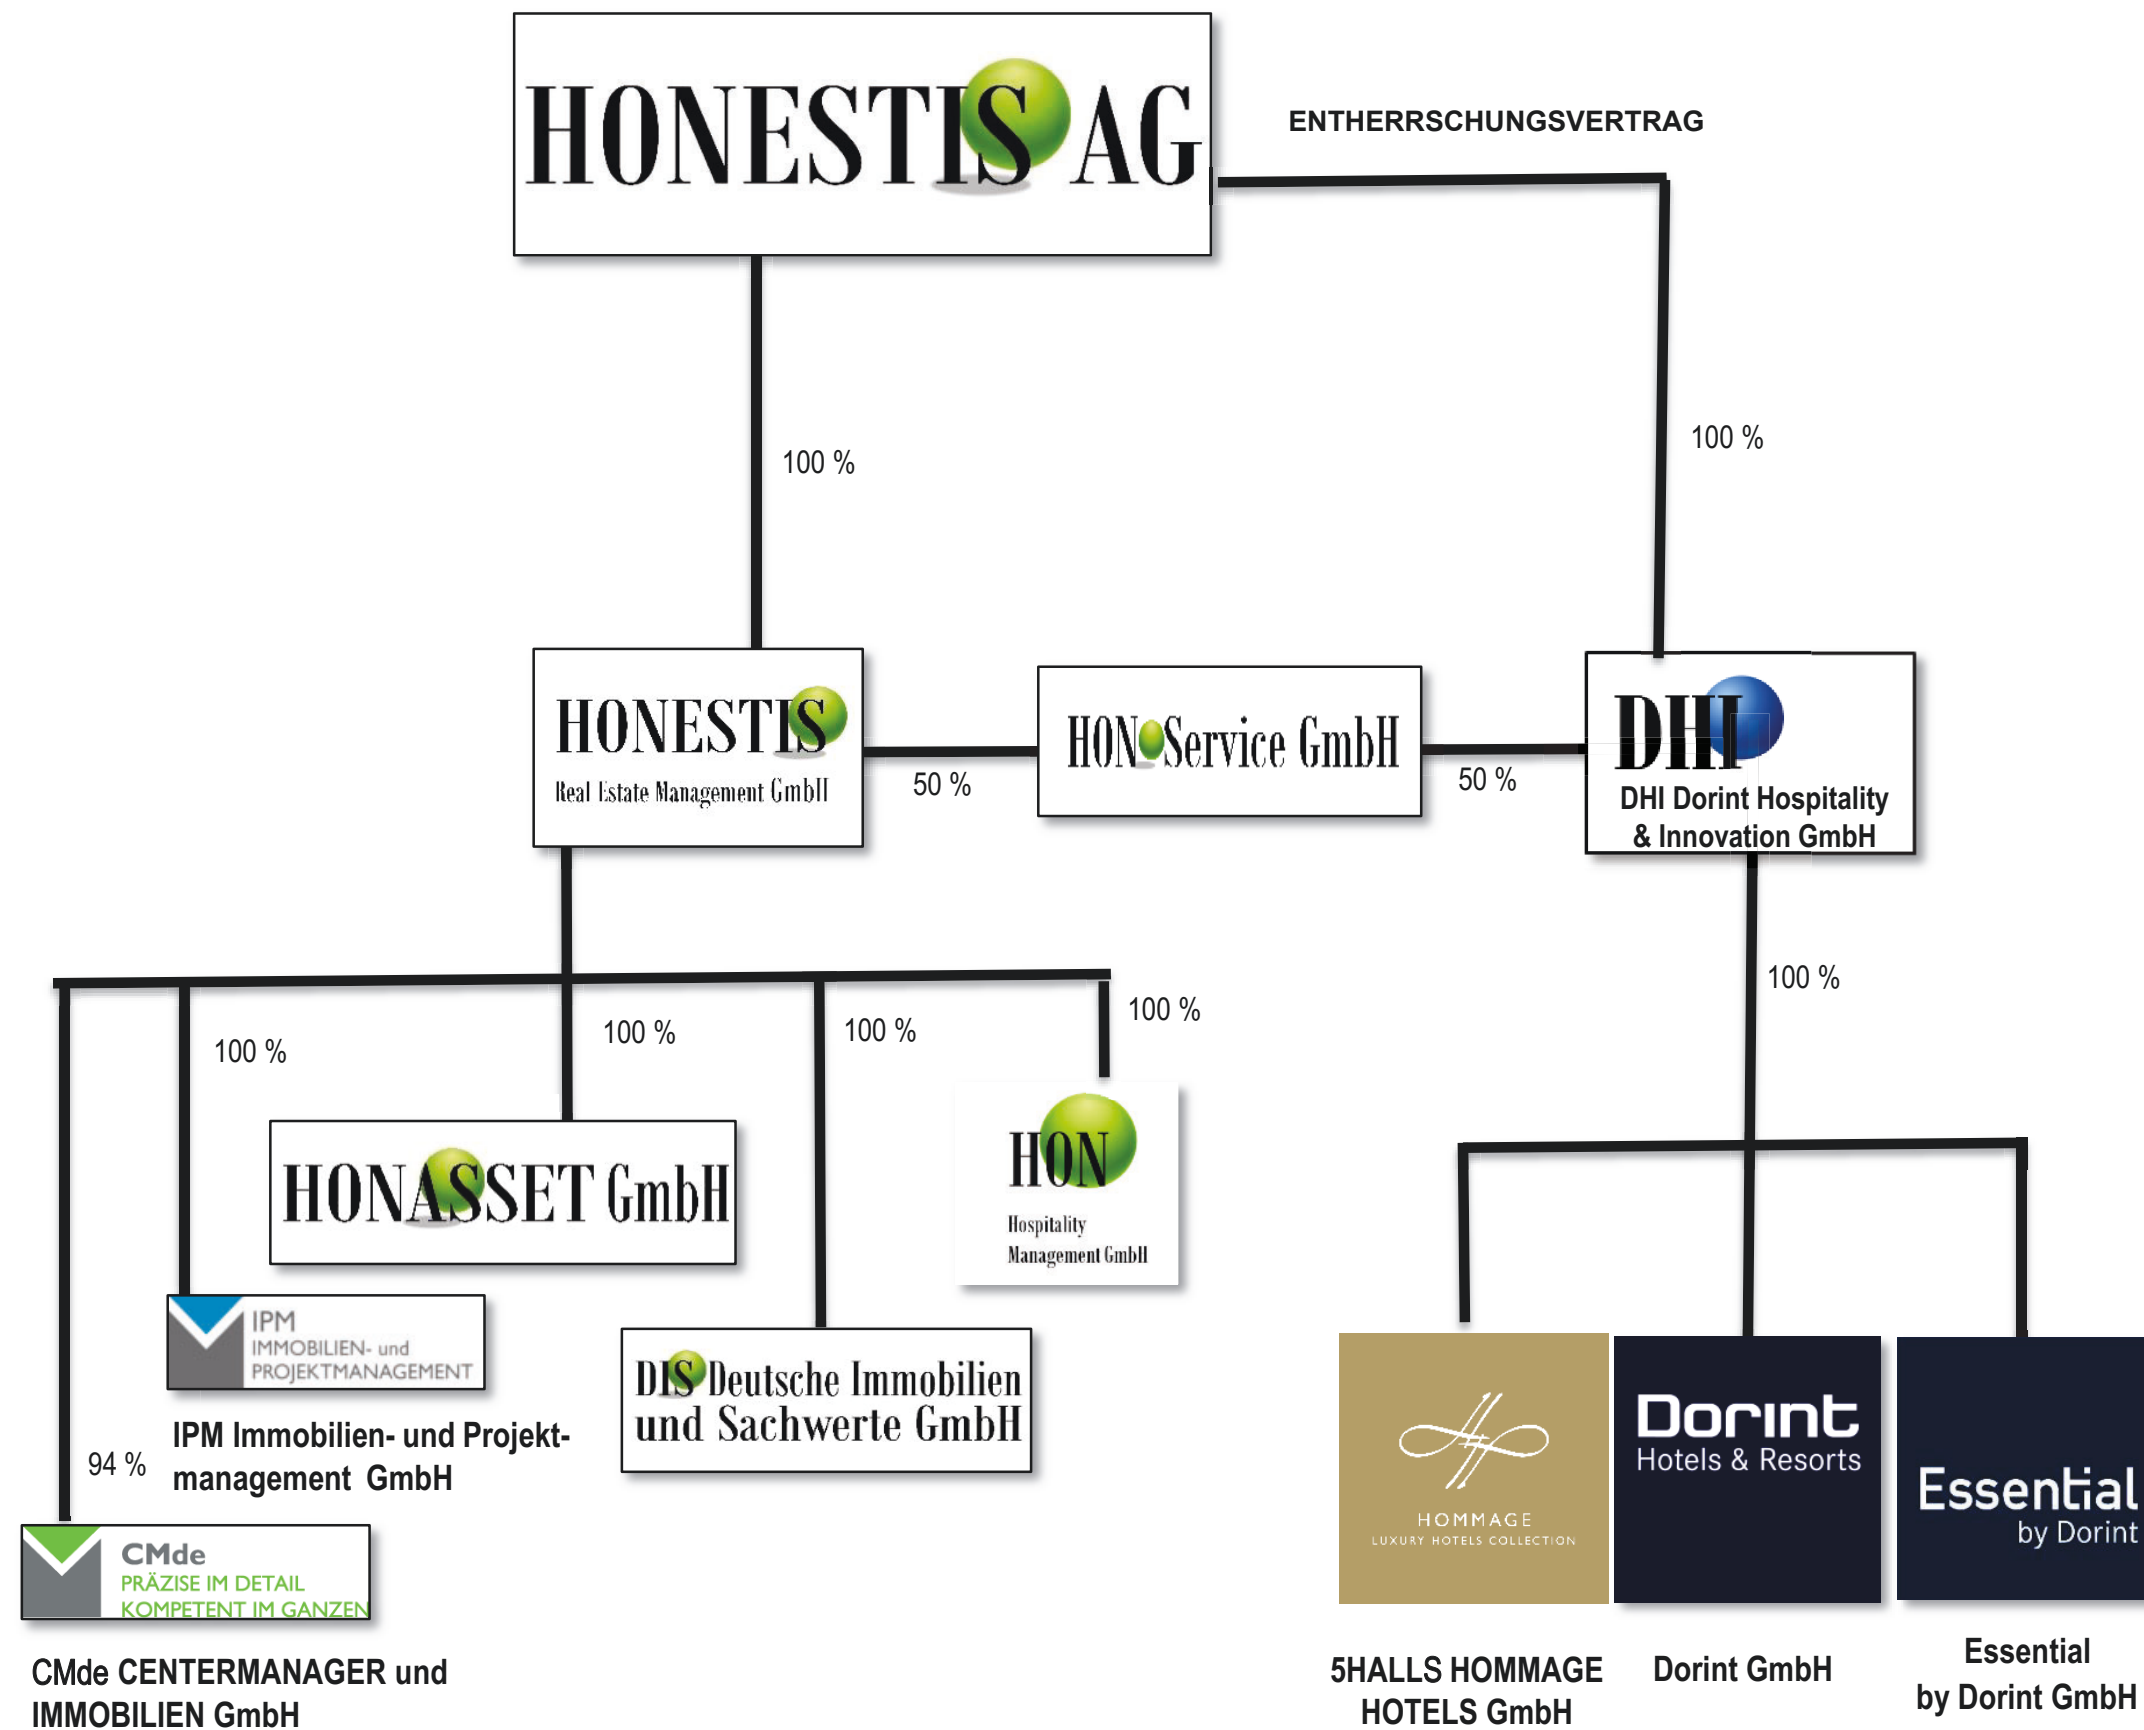 HONESTIS AG
ENTHERRSCHUNGSVERTRAG
100 %
100 %
HONESTIS
Real Estate Management GmbH
50 %
HON Service GmbH
50 %
DHI
DHI Dorint Hospitality
& Innovation GmbH
100 %
100 %
100 %
100 %
100 %
HONASSET GmbH
HON
Hospitality
Management GmbH
IPM
IMMOBILIEN- und
PROJEKTMANAGEMENT
IPM Immobilien- und Projekt-
management GmbH
DIS Deutsche Immobilien
und Sachwerte GmbH
94 %
CMde
PRÄZISE IM DETAIL
KOMPETENT IM GANZEN
CMde CENTERMANAGER und
IMMOBILIEN GmbH
HOMMAGE
LUXURY HOTELS COLLECTION
5HALLS HOMMAGE
HOTELS GmbH
Dorint
Hotels & Resorts
Dorint GmbH
Essential
by Dorint
Essential
by Dorint GmbH